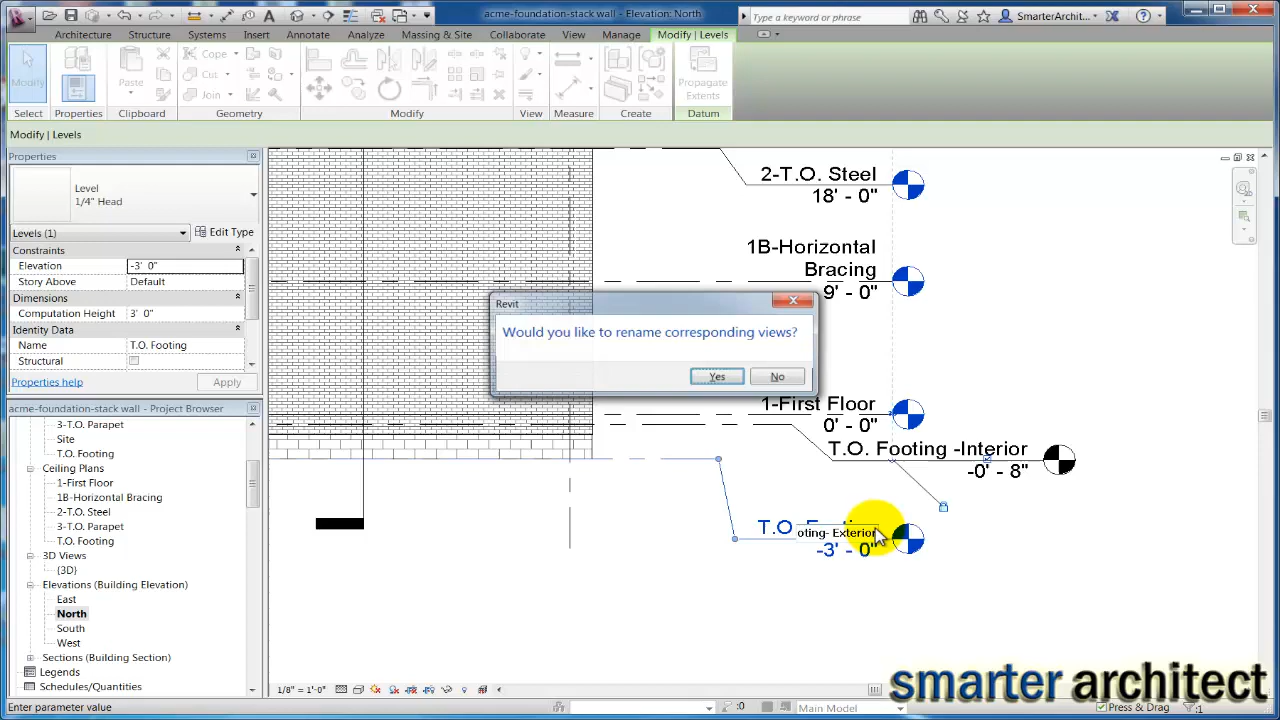 acme-foundation-stack wall - Elevation: North
Type a keyword or phrase
SmarterArchit...
Architecture Structure Systems Insert Annotate Analyze Massing & Site Collaborate View Manage Modify | Levels
Modify
Paste
Cope
Cut
Join
Propagate
Extents
Select Properties Clipboard Geometry Modify View Measure Create Datum
Modify | Levels
Properties
Level
1/4" Head
Levels (1)
Edit Type
Constraints
Elevation -3' 0"
Story Above Default
Dimensions
Computation Height 3' 0"
Identity Data
Name T.O. Footing
Structural
Properties help
Apply
acme-foundation-stack wall - Project Browser
3-T.O. Parapet
Site
T.O. Footing
Ceiling Plans
1-First Floor
1B-Horizontal Bracing
2-T.O. Steel
3-T.O. Parapet
T.O. Footing
3D Views
{3D}
Elevations (Building Elevation)
East
North
South
West
Sections (Building Section)
Legends
Schedules/Quantities
2-T.O. Steel
18' - 0"
1B-Horizontal
Bracing
9' - 0"
Revit
Would you like to rename corresponding views?
Yes
No
1-First Floor
0' - 0"
T.O. Footing -Interior
-0' - 8"
T.O
oting- Exterior
-3' - 0"
1/8" = 1'-0"
smarter architect
Enter parameter value
:0
Main Model
Press & Drag
:1